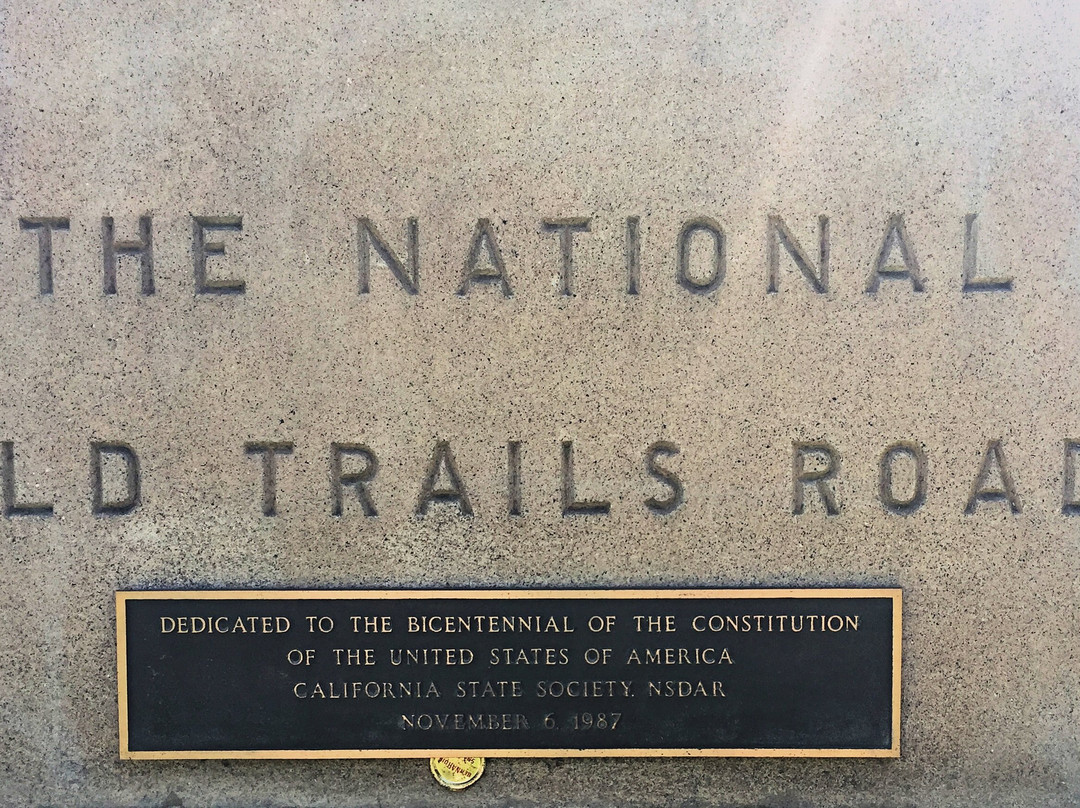 THE NATIONAL
LD TRAILS ROAD
DEDICATED TO THE BICENTENNIAL OF THE CONSTITUTION
OF THE UNITED STATES OF AMERICA
CALIFORNIA STATE SOCIETY, NSDAR
NOVEMBER 6, 1987